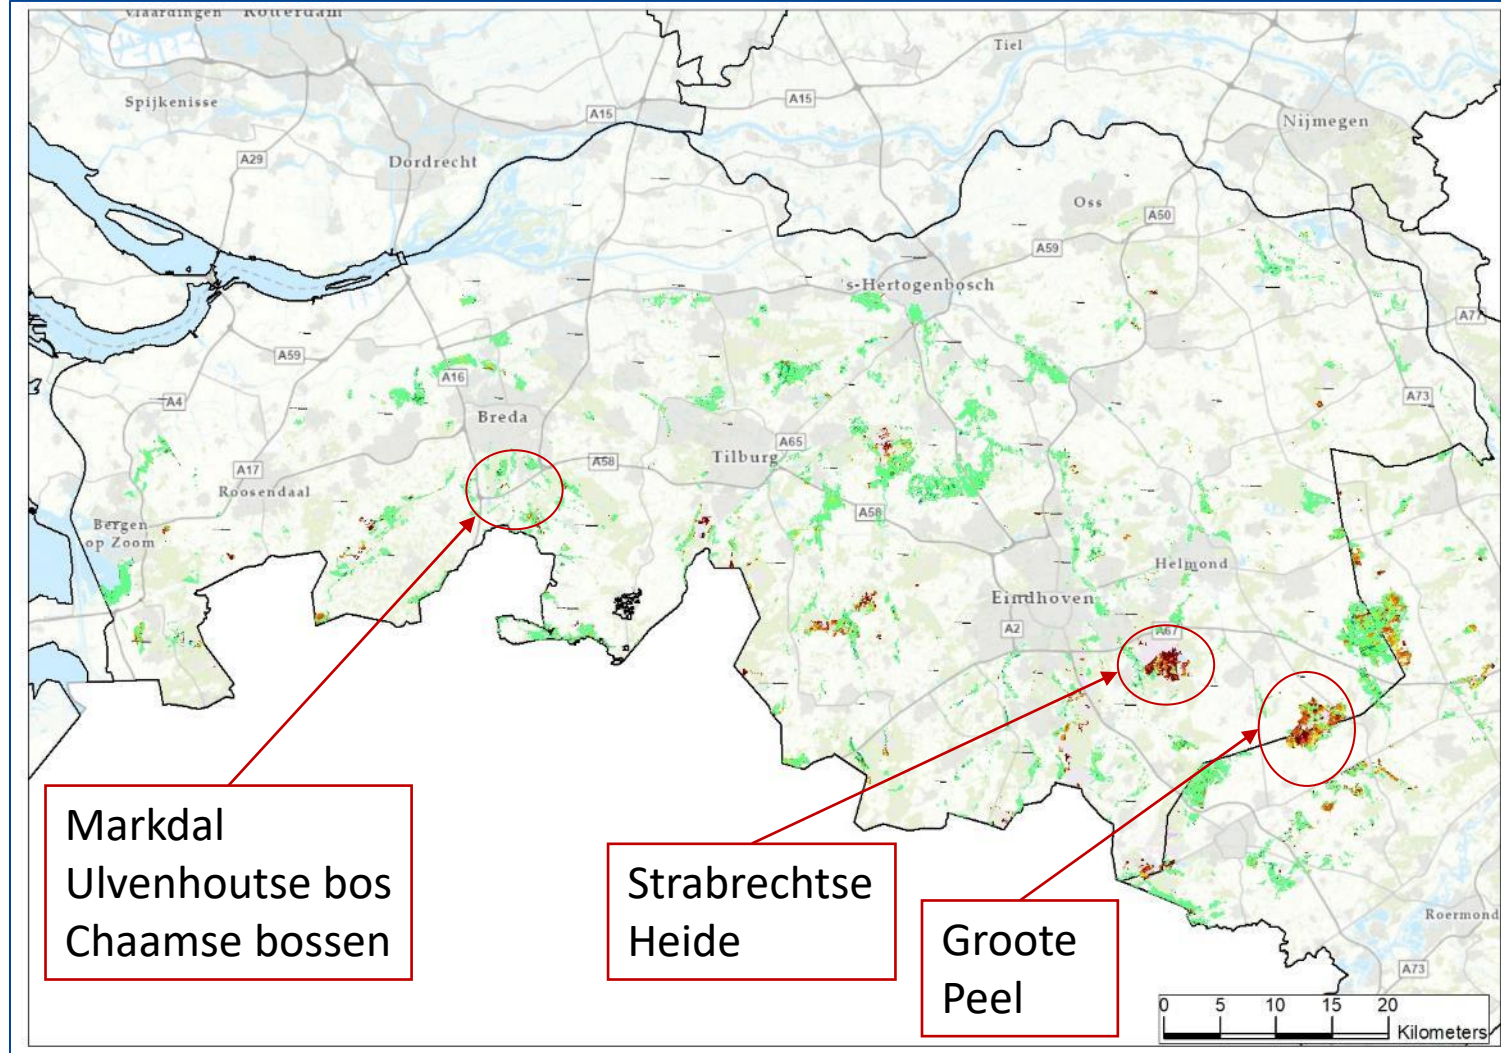 Vlaardingen Rotterdam
Tiel
Spijkenisse
A15
A15
Nijmegen
A29
Dordrecht
Oss
A50
A59
's-Hertogenbosch
A77
A59
A16
A4
A73
Breda
A65
Tilburg
A58
A17
Roosendaal
A58
Bergen
op Zoom
Helmond
Eindhoven
A2
A67
Markdal
Ulvenhoutse bos
Chaamse bossen
Strabrechtse
Heide
Groote
Peel
Roermond
A73
0 5 10 15 20
Kilometers